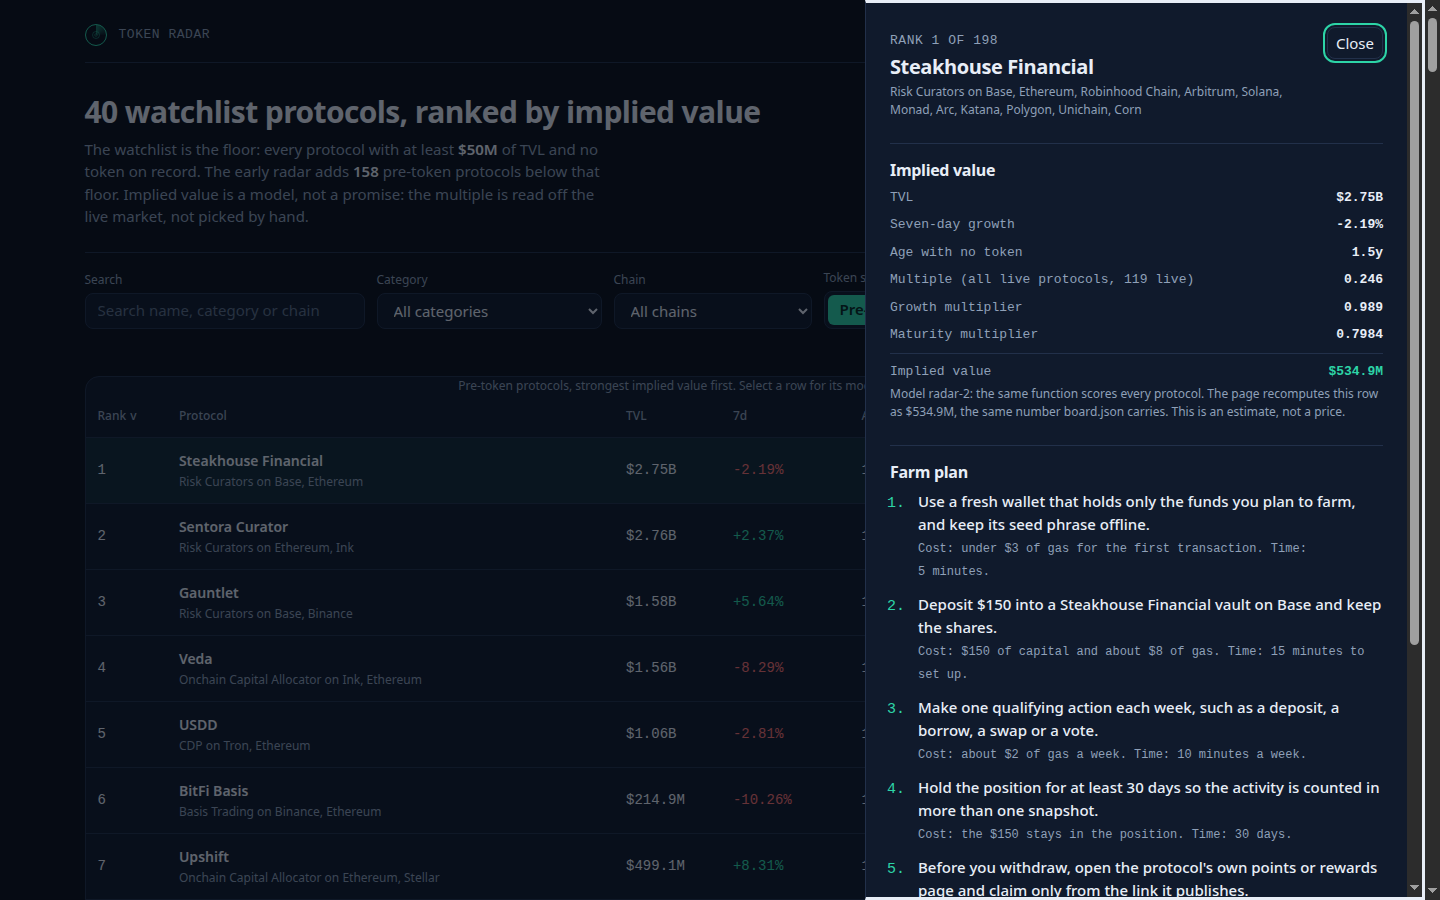 TOKEN RADAR
40 watchlist protocols, ranked by implied value
The watchlist is the floor: every protocol with at least $50M of TVL and no
token on record. The early radar adds 158 pre-token protocols below that
floor. Implied value is a model, not a promise: the multiple is read off the
live market, not picked by hand.
Search
Category
Chain
Token s
Search name, category or chain
All categories
All chains
Pre-
Pre-token protocols, strongest implied value first. Select a row for its mo
Rank v
Protocol
TVL
7d
1
Steakhouse Financial
Risk Curators on Base, Ethereum
$2.75B
-2.19%
2
Sentora Curator
Risk Curators on Ethereum, Ink
$2.76B
+2.37%
3
Gauntlet
Risk Curators on Base, Binance
$1.58B
+5.64%
4
Veda
Onchain Capital Allocator on Ink, Ethereum
$1.56B
-8.29%
5
USDD
CDP on Tron, Ethereum
$1.06B
-2.81%
6
BitFi Basis
Basis Trading on Binance, Ethereum
$214.9M
-10.26%
7
Upshift
Onchain Capital Allocator on Ethereum, Stellar
$499.1M
+8.31%
RANK 1 OF 198
Close
Steakhouse Financial
Risk Curators on Base, Ethereum, Robinhood Chain, Arbitrum, Solana,
Monad, Arc, Katana, Polygon, Unichain, Corn
Implied value
TVL $2.75B
Seven-day growth -2.19%
Age with no token 1.5y
Multiple (all live protocols, 119 live) 0.246
Growth multiplier 0.989
Maturity multiplier 0.7984
Implied value $534.9M
Model radar-2: the same function scores every protocol. The page recomputes this row
as $534.9M, the same number board.json carries. This is an estimate, not a price.
Farm plan
1. Use a fresh wallet that holds only the funds you plan to farm,
and keep its seed phrase offline.
Cost: under $3 of gas for the first transaction. Time:
5 minutes.
2. Deposit $150 into a Steakhouse Financial vault on Base and keep
the shares.
Cost: $150 of capital and about $8 of gas. Time: 15 minutes to
set up.
3. Make one qualifying action each week, such as a deposit, a
borrow, a swap or a vote.
Cost: about $2 of gas a week. Time: 10 minutes a week.
4. Hold the position for at least 30 days so the activity is counted in
more than one snapshot.
Cost: the $150 stays in the position. Time: 30 days.
5. Before you withdraw, open the protocol's own points or rewards
page and claim only from the link it publishes.